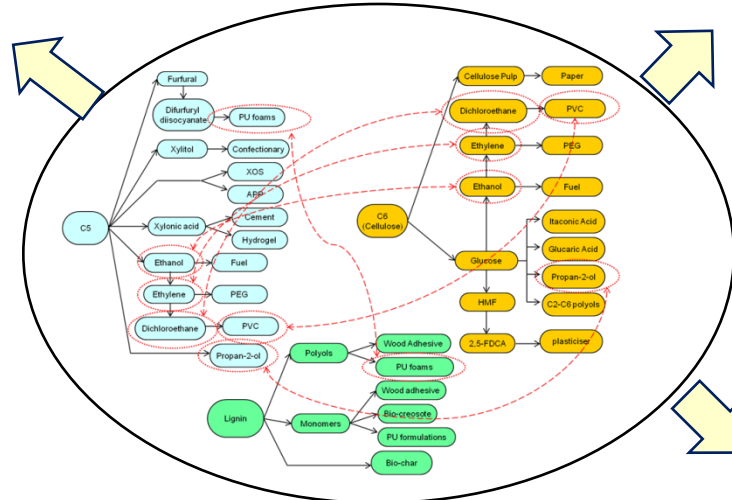 Furfural
Difurfuryl
diisocyanate
PU foams
Xylitol
Confectionary
XOS
APP
C5
Xylonic acid
Cement
Hydrogel
Ethanol
Fuel
Ethylene
PEG
Dichloroethane
PVC
Propan-2-ol
Cellulose Pulp
Paper
Dichloroethane
PVC
Ethylene
PEG
Ethanol
Fuel
C6
(Cellulose)
Itaconic Acid
Glucaric Acid
Glucose
Propan-2-ol
C2-C6 polyols
HMF
2,5-FDCA
plasticiser
Polyols
Wood Adhesive
PU foams
Lignin
Monomers
Wood adhesive
Bio-creosote
PU formulations
Bio-char